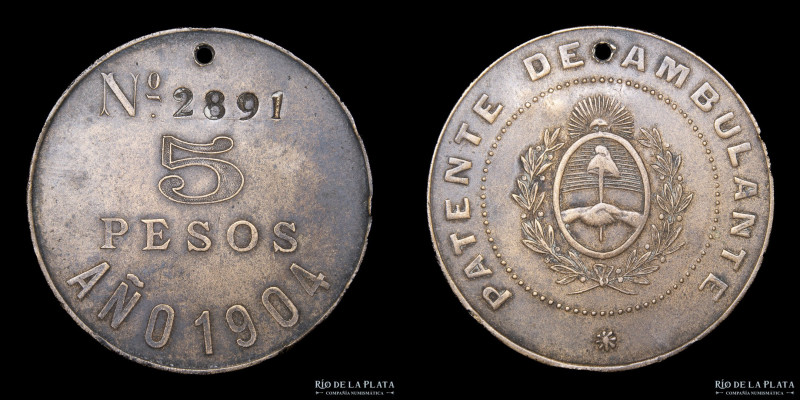 Nº 2891
5
PESOS
AÑO 1904
PATENTE DE AMBULANTE
RÍO DE LA PLATA
COMPAÑÍA NUMISMÁTICA
RÍO DE LA PLATA
COMPAÑÍA NUMISMÁTICA